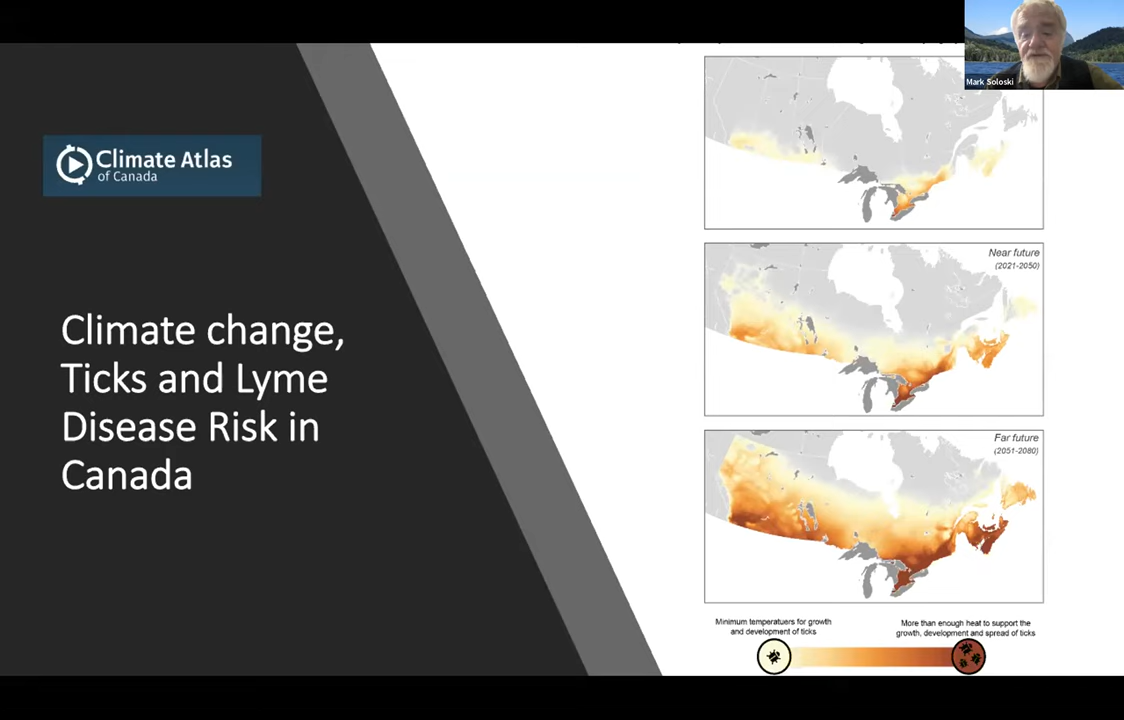 Mark Soloski
Climate Atlas
of Canada
Climate change,
Ticks and Lyme
Disease Risk in
Canada
Near future
(2021-2050)
Far future
(2051-2080)
Minimum temperatuers for growth
and development of ticks
More than enough heat to support the
growth, development and spread of ticks